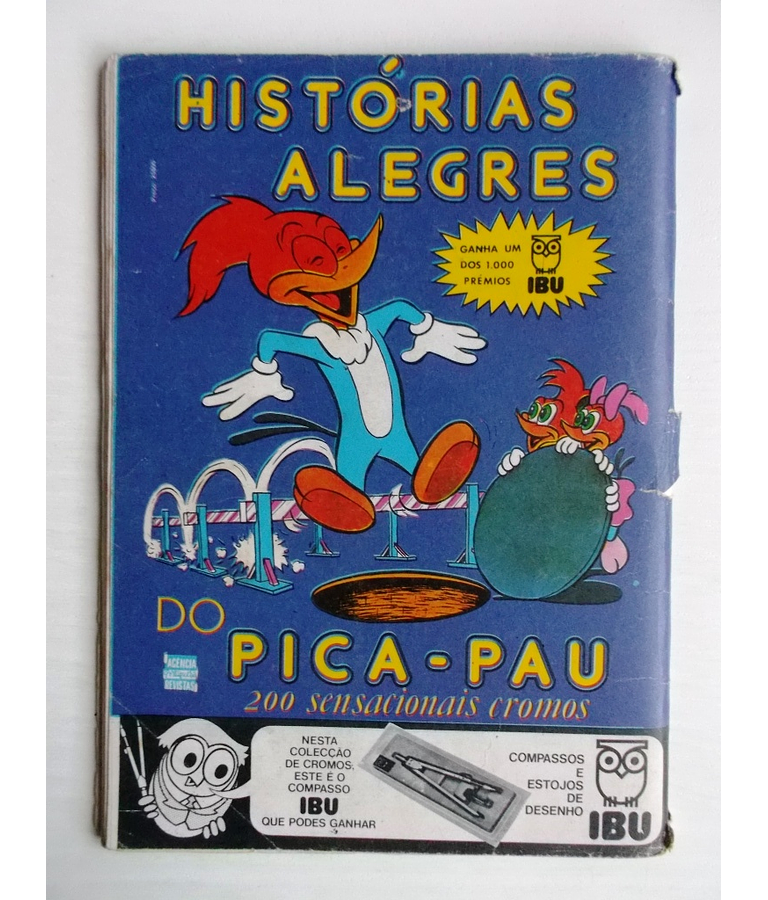 HISTÓRIAS
ALEGRES
GANHA UM
DOS 1.000
PRÉMIOS
IBU
DO
PICA-PAU
AGÊNCIA
REVISTAS
200 sensacionais cromos
NESTA
COLECÇÃO
DE CROMOS,
ESTE É O
COMPASSO
IBU
QUE PODES GANHAR
COMPASSOS
E
ESTOJOS
DE
DESENHO
IBU